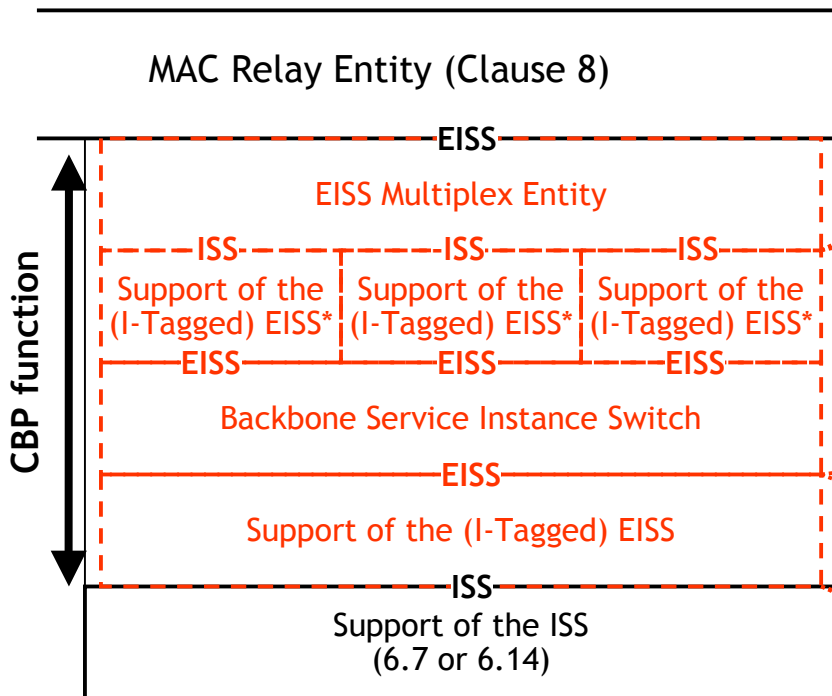 MAC Relay Entity (Clause 8)
EISS
EISS Multiplex Entity
ISS ISS ISS
Support of the Support of the Support of the
(I-Tagged) EISS* (I-Tagged) EISS* (I-Tagged) EISS*
EISS EISS EISS
Backbone Service Instance Switch
EISS
Support of the (I-Tagged) EISS
ISS
Support of the ISS
(6.7 or 6.14)
CBP function